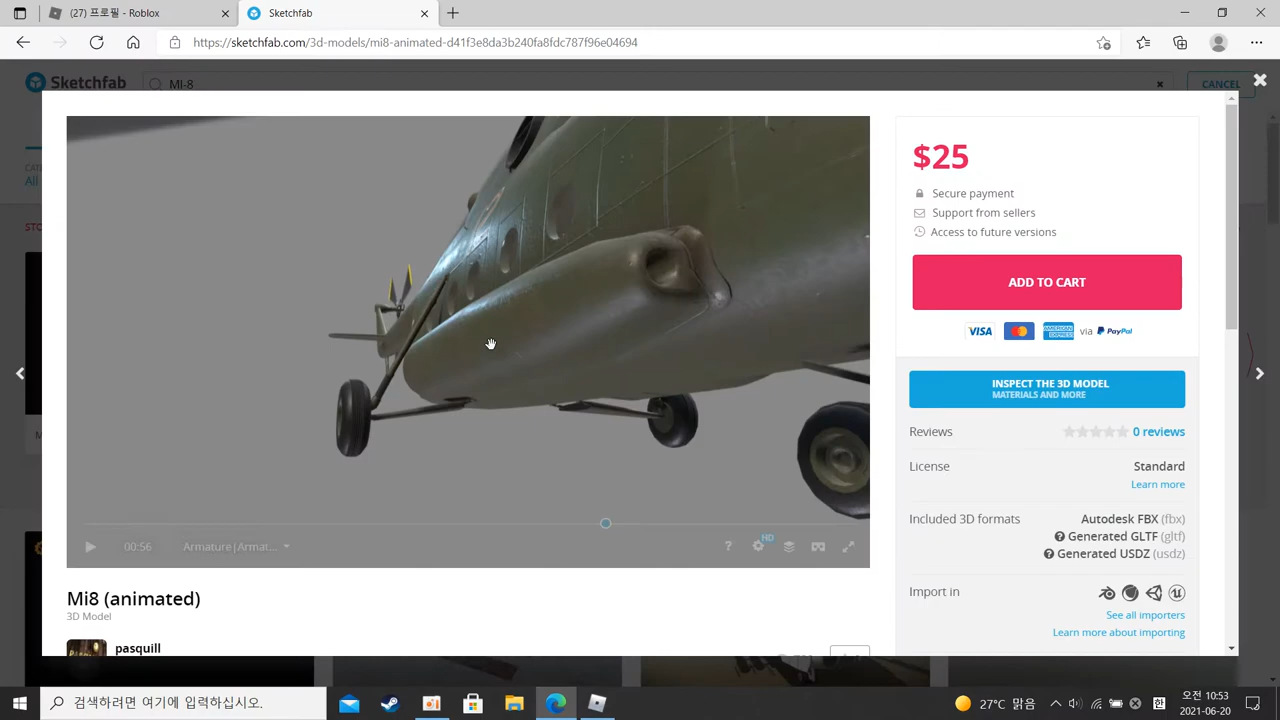 (27) 프로필 - Roblox
Sketchfab
https://sketchfab.com/3d-models/mi8-animated-d41f3e8da3b240fa8fdc787f96e04694
Sketchfab
MI-8
CANCEL
All
$25
Secure payment
Support from sellers
Access to future versions
ADD TO CART
VISA
AMERICAN EXPRESS
via PayPal
INSPECT THE 3D MODEL
MATERIALS AND MORE
Reviews
0 reviews
License
Standard
Learn more
Included 3D formats
Autodesk FBX (fbx)
Generated GLTF (gltf)
Generated USDZ (usdz)
Import in
See all importers
Learn more about importing
00:56
Armature|Armat...
HD
Mi8 (animated)
3D Model
pasquill
검색하려면 여기에 입력하십시오.
27°C 맑음
한
오전 10:53
2021-06-20